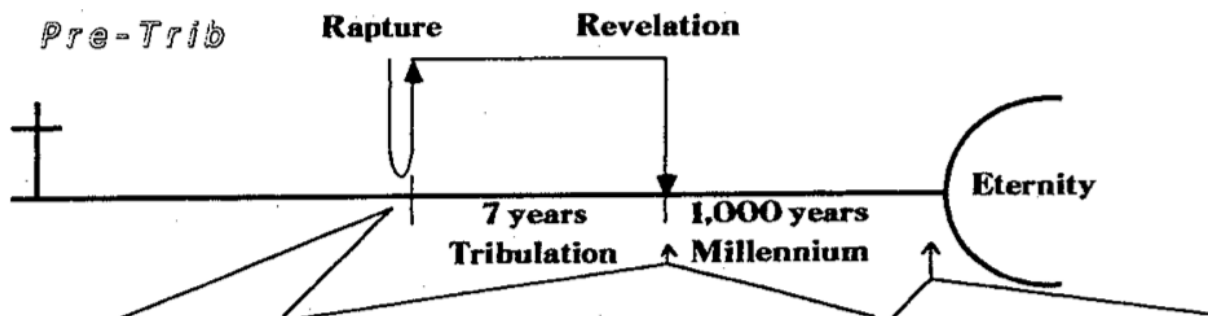 Pre-Trib
Rapture
Revelation
Eternity
7 years
Tribulation
1,000 years
Millennium